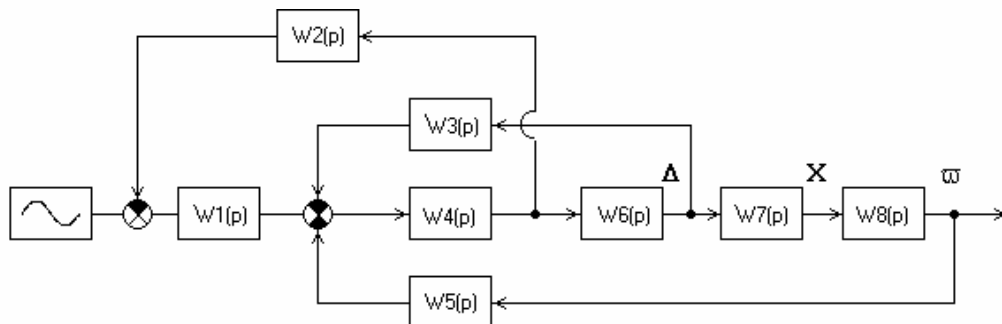 W2(p)
W3(p)
Δ
X
ϖ
W1(p)
W4(p)
W6(p)
W7(p)
W8(p)
W5(p)